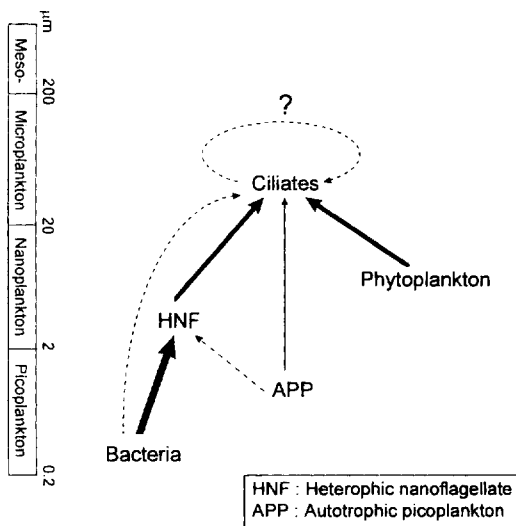 μm
Meso-
200
Microplankton
20
Nanoplankton
2
Picoplankton
0.2
?
Ciliates
Phytoplankton
HNF
APP
Bacteria
HNF : Heterophic nanoflagellate
APP : Autotrophic picoplankton